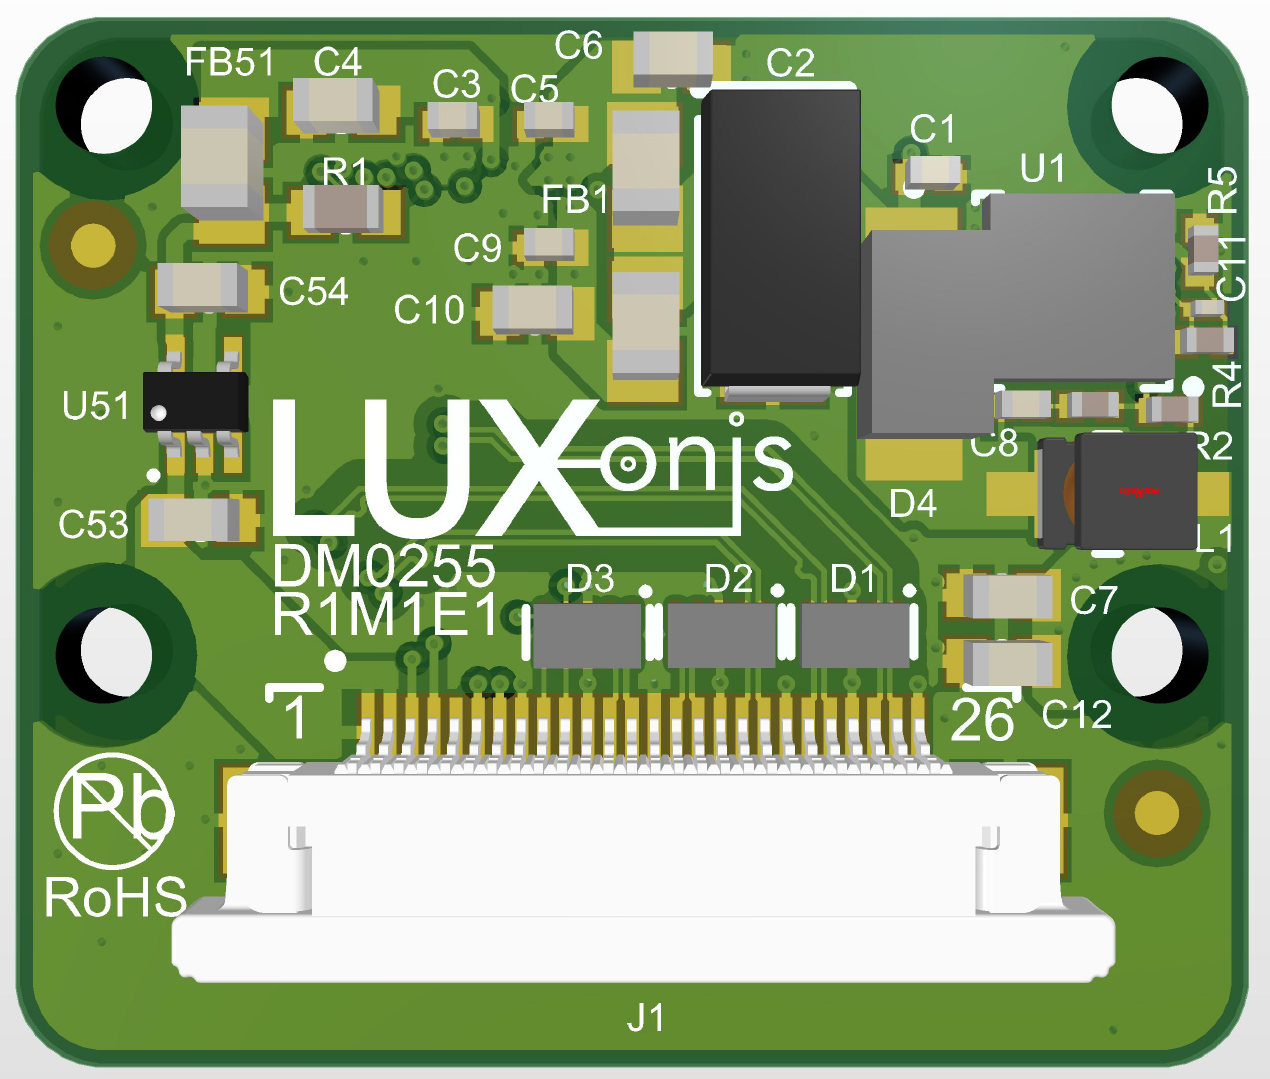 C6
FB51
C4
C2
C3
C5
C1
U1
R1
R5
FB1
C9
C11
C54
C10
R4
U51
C8
R2
LUXonis
D4
C53
L1
DM0255
D3
D2
D1
R1M1E1
C7
1
26
C12
Pb
RoHS
J1